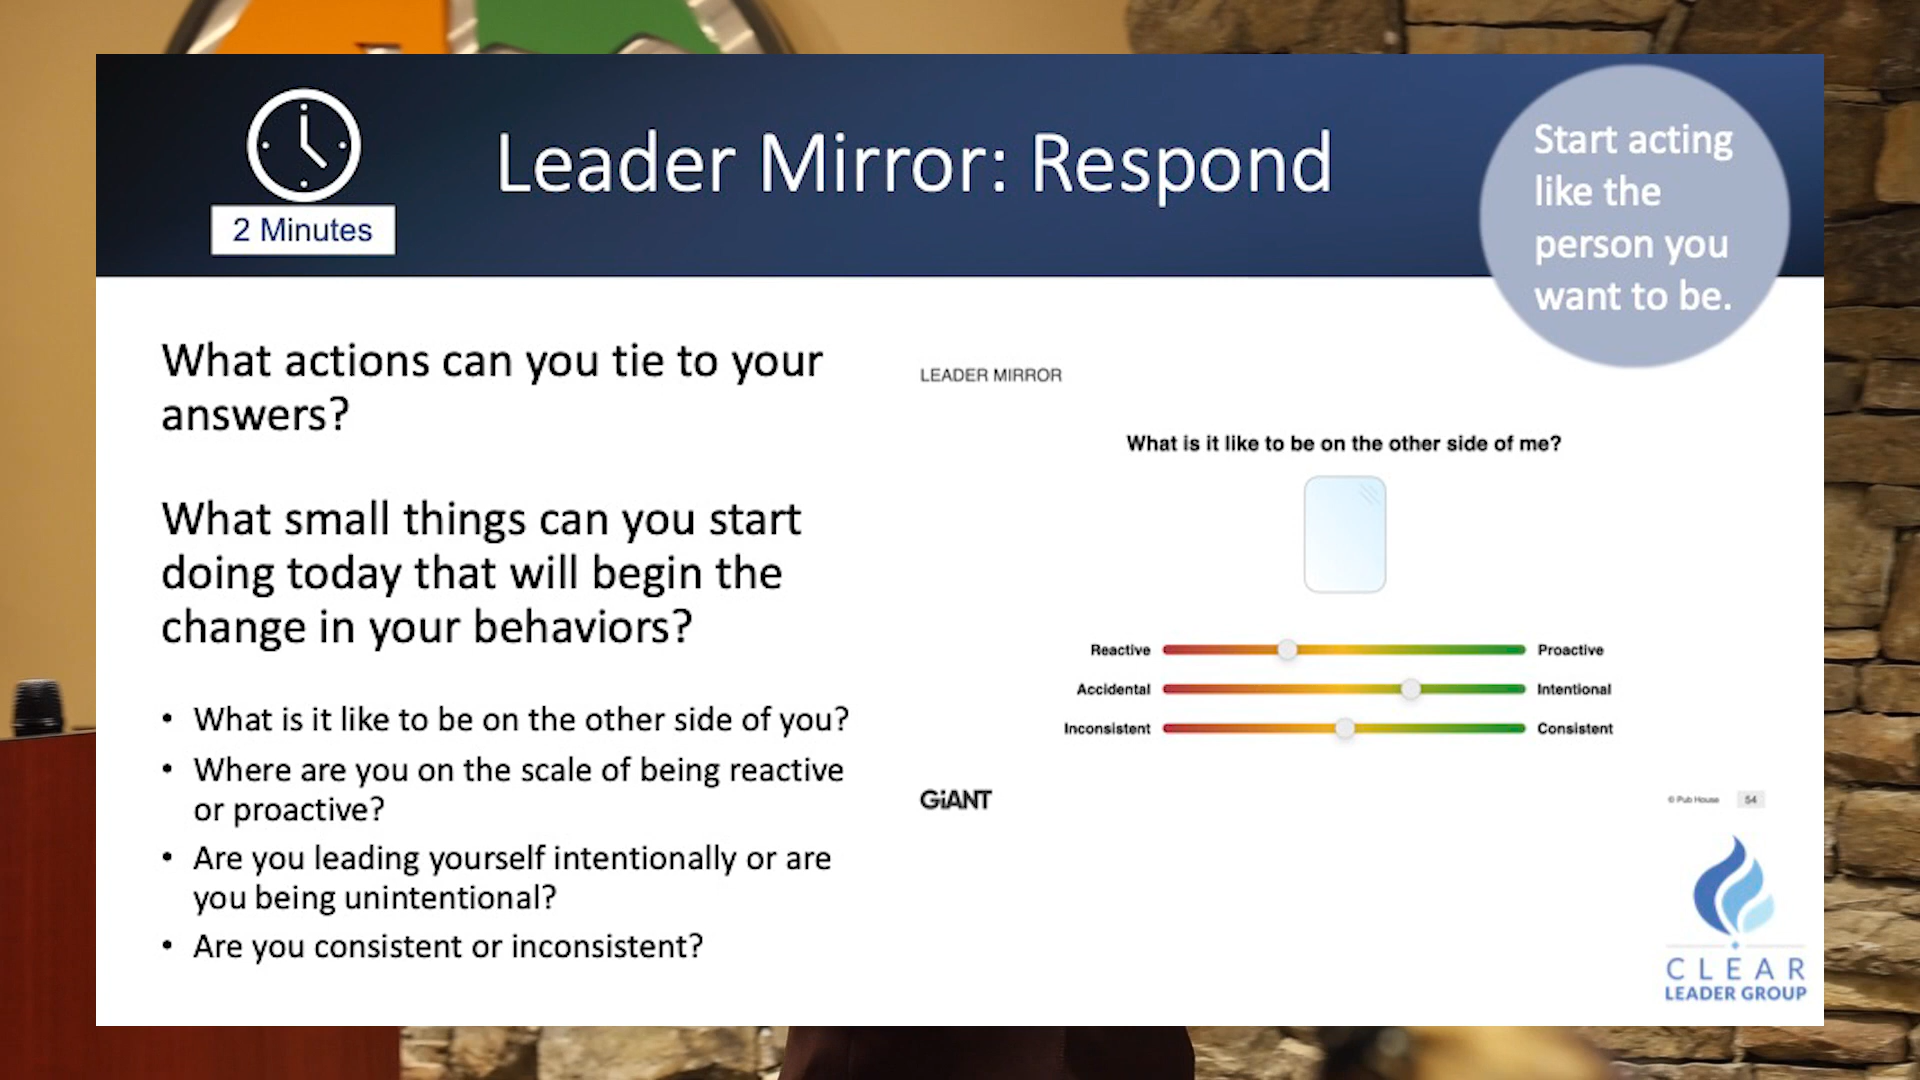 2 Minutes
Leader Mirror: Respond
Start acting
like the
person you
want to be.
What actions can you tie to your
answers?
What small things can you start
doing today that will begin the
change in your behaviors?
• What is it like to be on the other side of you?
• Where are you on the scale of being reactive
or proactive?
• Are you leading yourself intentionally or are
you being unintentional?
• Are you consistent or inconsistent?
LEADER MIRROR
What is it like to be on the other side of me?
Reactive Proactive
Accidental Intentional
Inconsistent Consistent
GiANT
© Pub House 54
CLEAR
LEADER GROUP